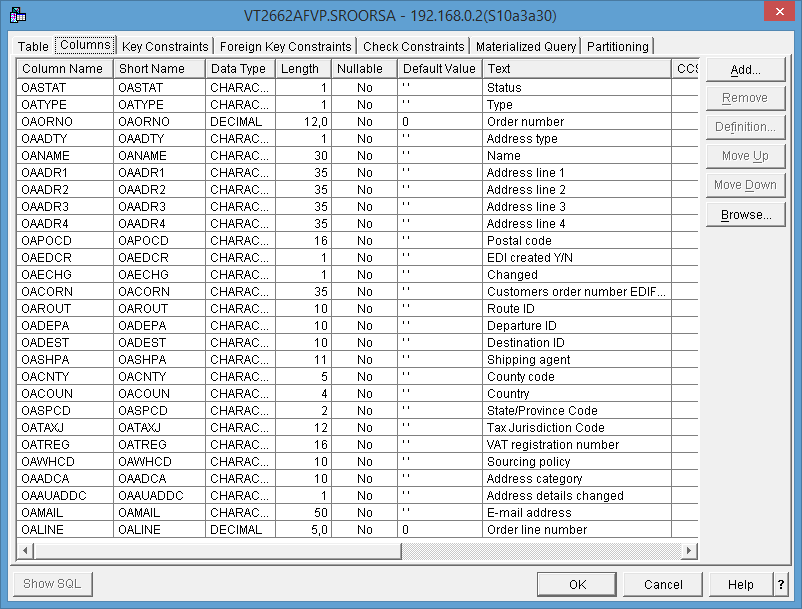 VT2662AFVP.SROORSA - 192.168.0.2(S10a3a30)
Table Columns Key Constraints Foreign Key Constraints Check Constraints Materialized Query Partitioning
Column Name Short Name Data Type Length Nullable Default Value Text CCS
OASTAT OASTAT CHARAC... 1 No ' ' Status
OATYPE OATYPE CHARAC... 1 No ' ' Type
OAORNO OAORNO DECIMAL 12,0 No 0 Order number
OAADTY OAADTY CHARAC... 1 No ' ' Address type
OANAME OANAME CHARAC... 30 No ' ' Name
OAADR1 OAADR1 CHARAC... 35 No ' ' Address line 1
OAADR2 OAADR2 CHARAC... 35 No ' ' Address line 2
OAADR3 OAADR3 CHARAC... 35 No ' ' Address line 3
OAADR4 OAADR4 CHARAC... 35 No ' ' Address line 4
OAPOCD OAPOCD CHARAC... 16 No ' ' Postal code
OAEDCR OAEDCR CHARAC... 1 No ' ' EDI created Y/N
OAECHG OAECHG CHARAC... 1 No ' ' Changed
OACORN OACORN CHARAC... 35 No ' ' Customers order number EDIF...
OAROUT OAROUT CHARAC... 10 No ' ' Route ID
OADEPA OADEPA CHARAC... 10 No ' ' Departure ID
OADEST OADEST CHARAC... 10 No ' ' Destination ID
OASHPA OASHPA CHARAC... 11 No ' ' Shipping agent
OACNTY OACNTY CHARAC... 5 No ' ' County code
OACOUN OACOUN CHARAC... 4 No ' ' Country
OASPCD OASPCD CHARAC... 2 No ' ' State/Province Code
OATAXJ OATAXJ CHARAC... 12 No ' ' Tax Jurisdiction Code
OATREG OATREG CHARAC... 16 No ' ' VAT registration number
OAWHCD OAWHCD CHARAC... 10 No ' ' Sourcing policy
OAADCA OAADCA CHARAC... 10 No ' ' Address category
OAAUADDC OAAUADDC CHARAC... 1 No ' ' Address details changed
OAMAIL OAMAIL CHARAC... 50 No ' ' E-mail address
OALINE OALINE DECIMAL 5,0 No 0 Order line number
Add...
Remove
Definition...
Move Up
Move Down
Browse...
Show SQL OK Cancel Help ?